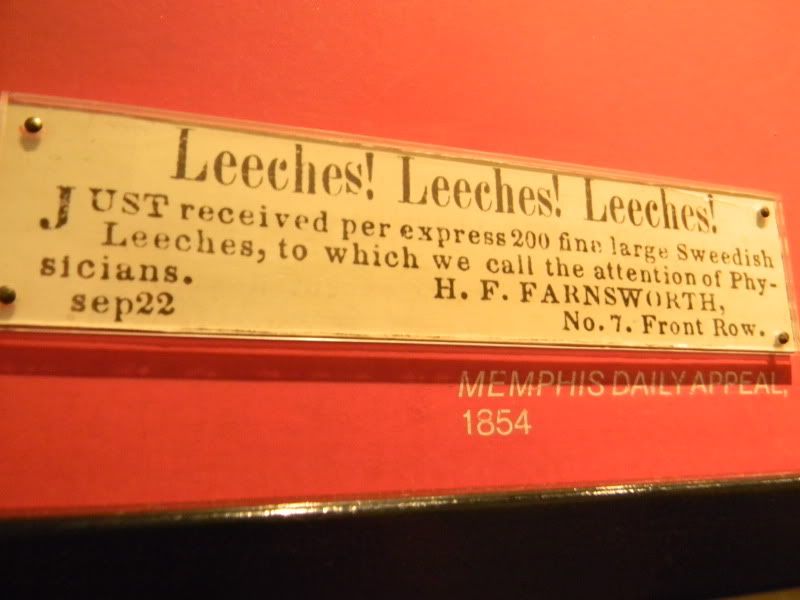 Leeches! Leeches! Leeches!
JUST received per express 200 fine large Sweedish
Leeches, to which we call the attention of Phy-
sicians. H. F. FARNSWORTH,
sep22 No. 7. Front Row.
MEMPHIS DAILY APPEAL,
1854